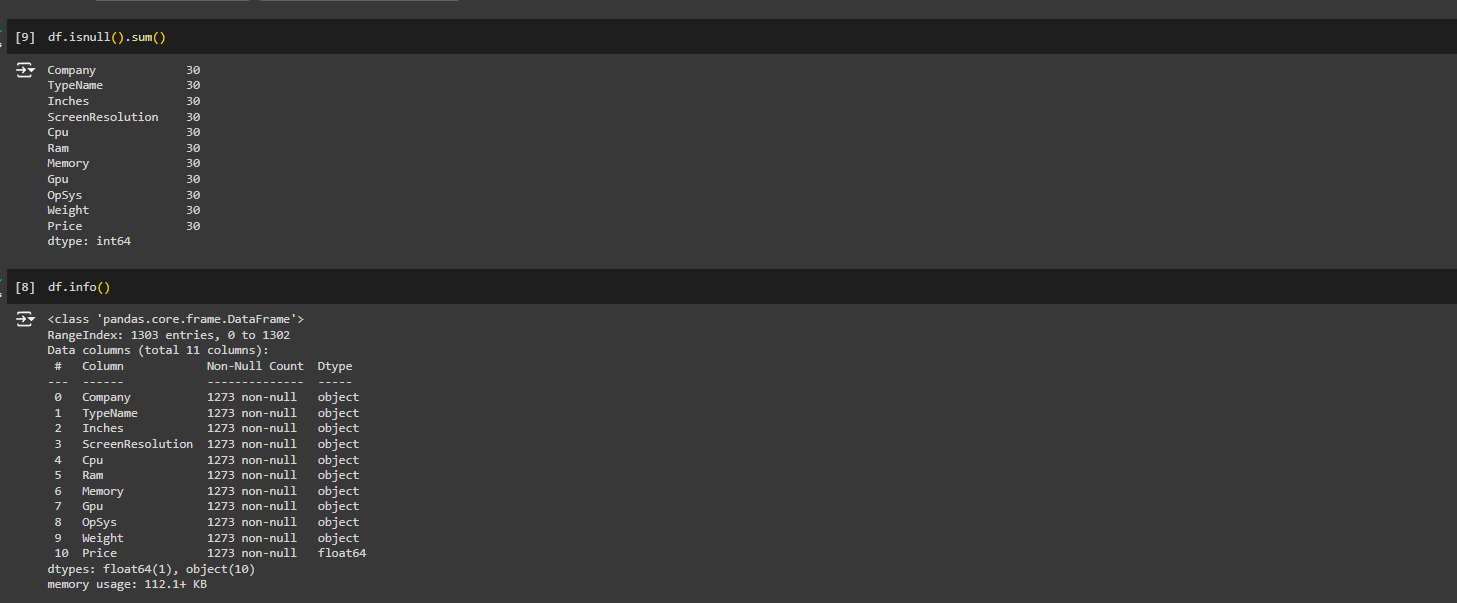 [9] df.isnull().sum()
Company 30
TypeName 30
Inches 30
ScreenResolution 30
Cpu 30
Ram 30
Memory 30
Gpu 30
OpSys 30
Weight 30
Price 30
dtype: int64
[8] df.info()
<class 'pandas.core.frame.DataFrame'>
RangeIndex: 1303 entries, 0 to 1302
Data columns (total 11 columns):
# Column Non-Null Count Dtype
--- ------ -------------- -----
0 Company 1273 non-null object
1 TypeName 1273 non-null object
2 Inches 1273 non-null object
3 ScreenResolution 1273 non-null object
4 Cpu 1273 non-null object
5 Ram 1273 non-null object
6 Memory 1273 non-null object
7 Gpu 1273 non-null object
8 OpSys 1273 non-null object
9 Weight 1273 non-null object
10 Price 1273 non-null float64
dtypes: float64(1), object(10)
memory usage: 112.1+ KB